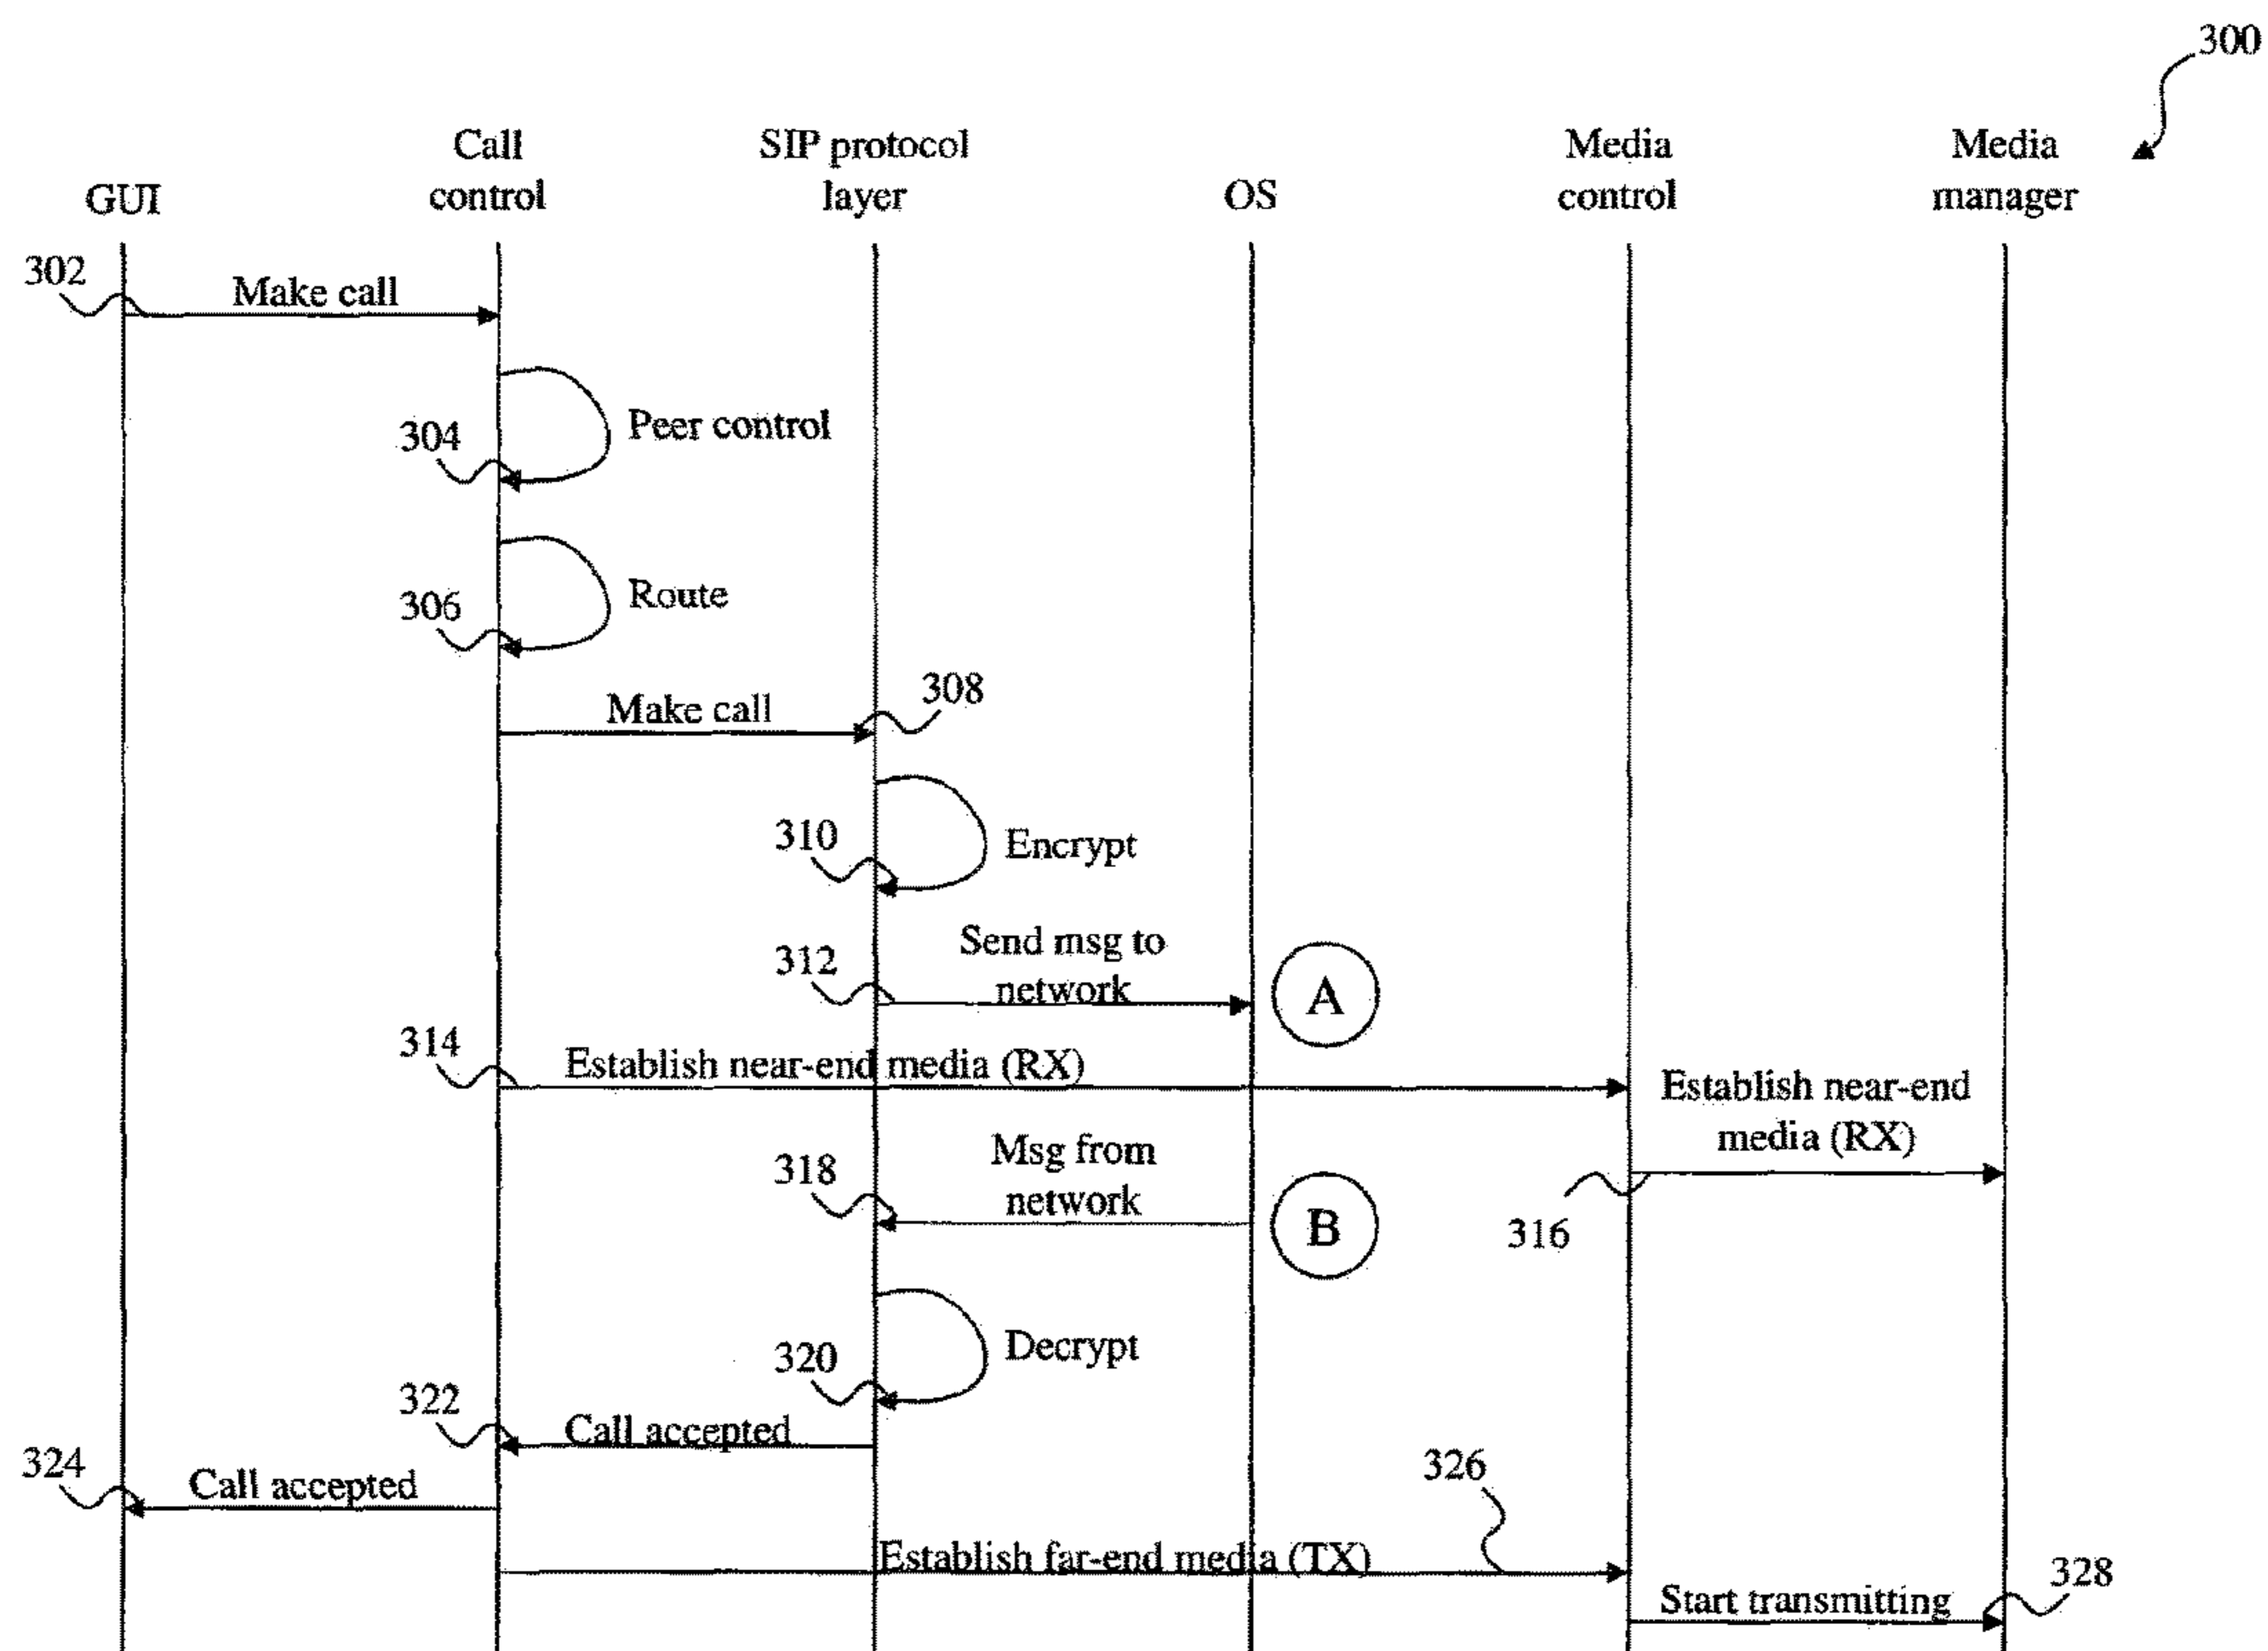 300
Call
control
SIP protocol
layer
Media
control
Media
manager
GUI
OS
302
Make call
304
Peer control
306
Route
308
Make call
310
Encrypt
312
Send msg to
network
A
314
Establish near-end media (RX)
Establish near-end
media (RX)
316
318
Msg from
network
B
320
Decrypt
322
Call accepted
324
Call accepted
326
Establish far-end media (TX)
328
Start transmitting